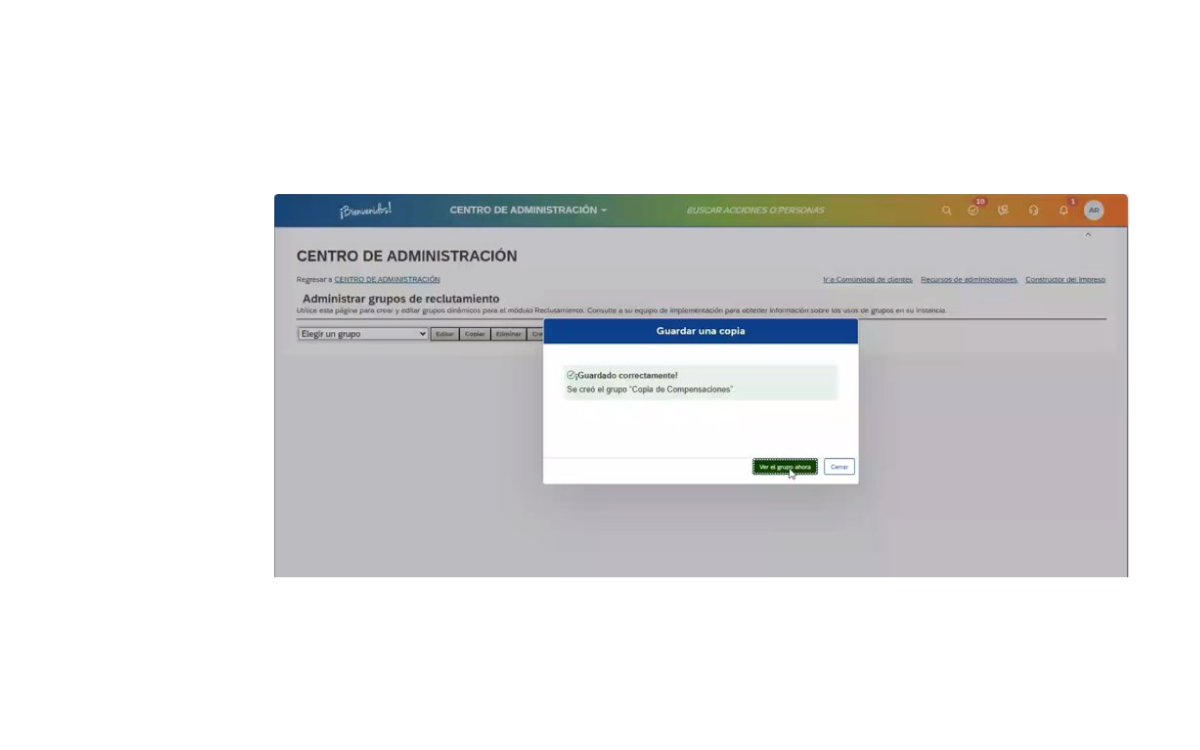 ¡Bienvenidos!
CENTRO DE ADMINISTRACIÓN
BUSCAR ACCIONES O PERSONAS
10
1
AR
CENTRO DE ADMINISTRACIÓN
Regresar a CENTRO DE ADMINISTRACIÓN
Ir a Comunidad de clientes Recursos de administradores Constructor del Impreso
Administrar grupos de reclutamiento
Utilice esta página para crear y editar grupos dinámicos para el módulo Reclutamiento. Consulte a su equipo de implementación para obtener información sobre los usos de grupos en su instancia.
Elegir un grupo Editar Copiar Eliminar
Guardar una copia
¡Guardado correctamente!
Se creó el grupo "Copia de Compensaciones"
Ver el grupo ahora Cerrar